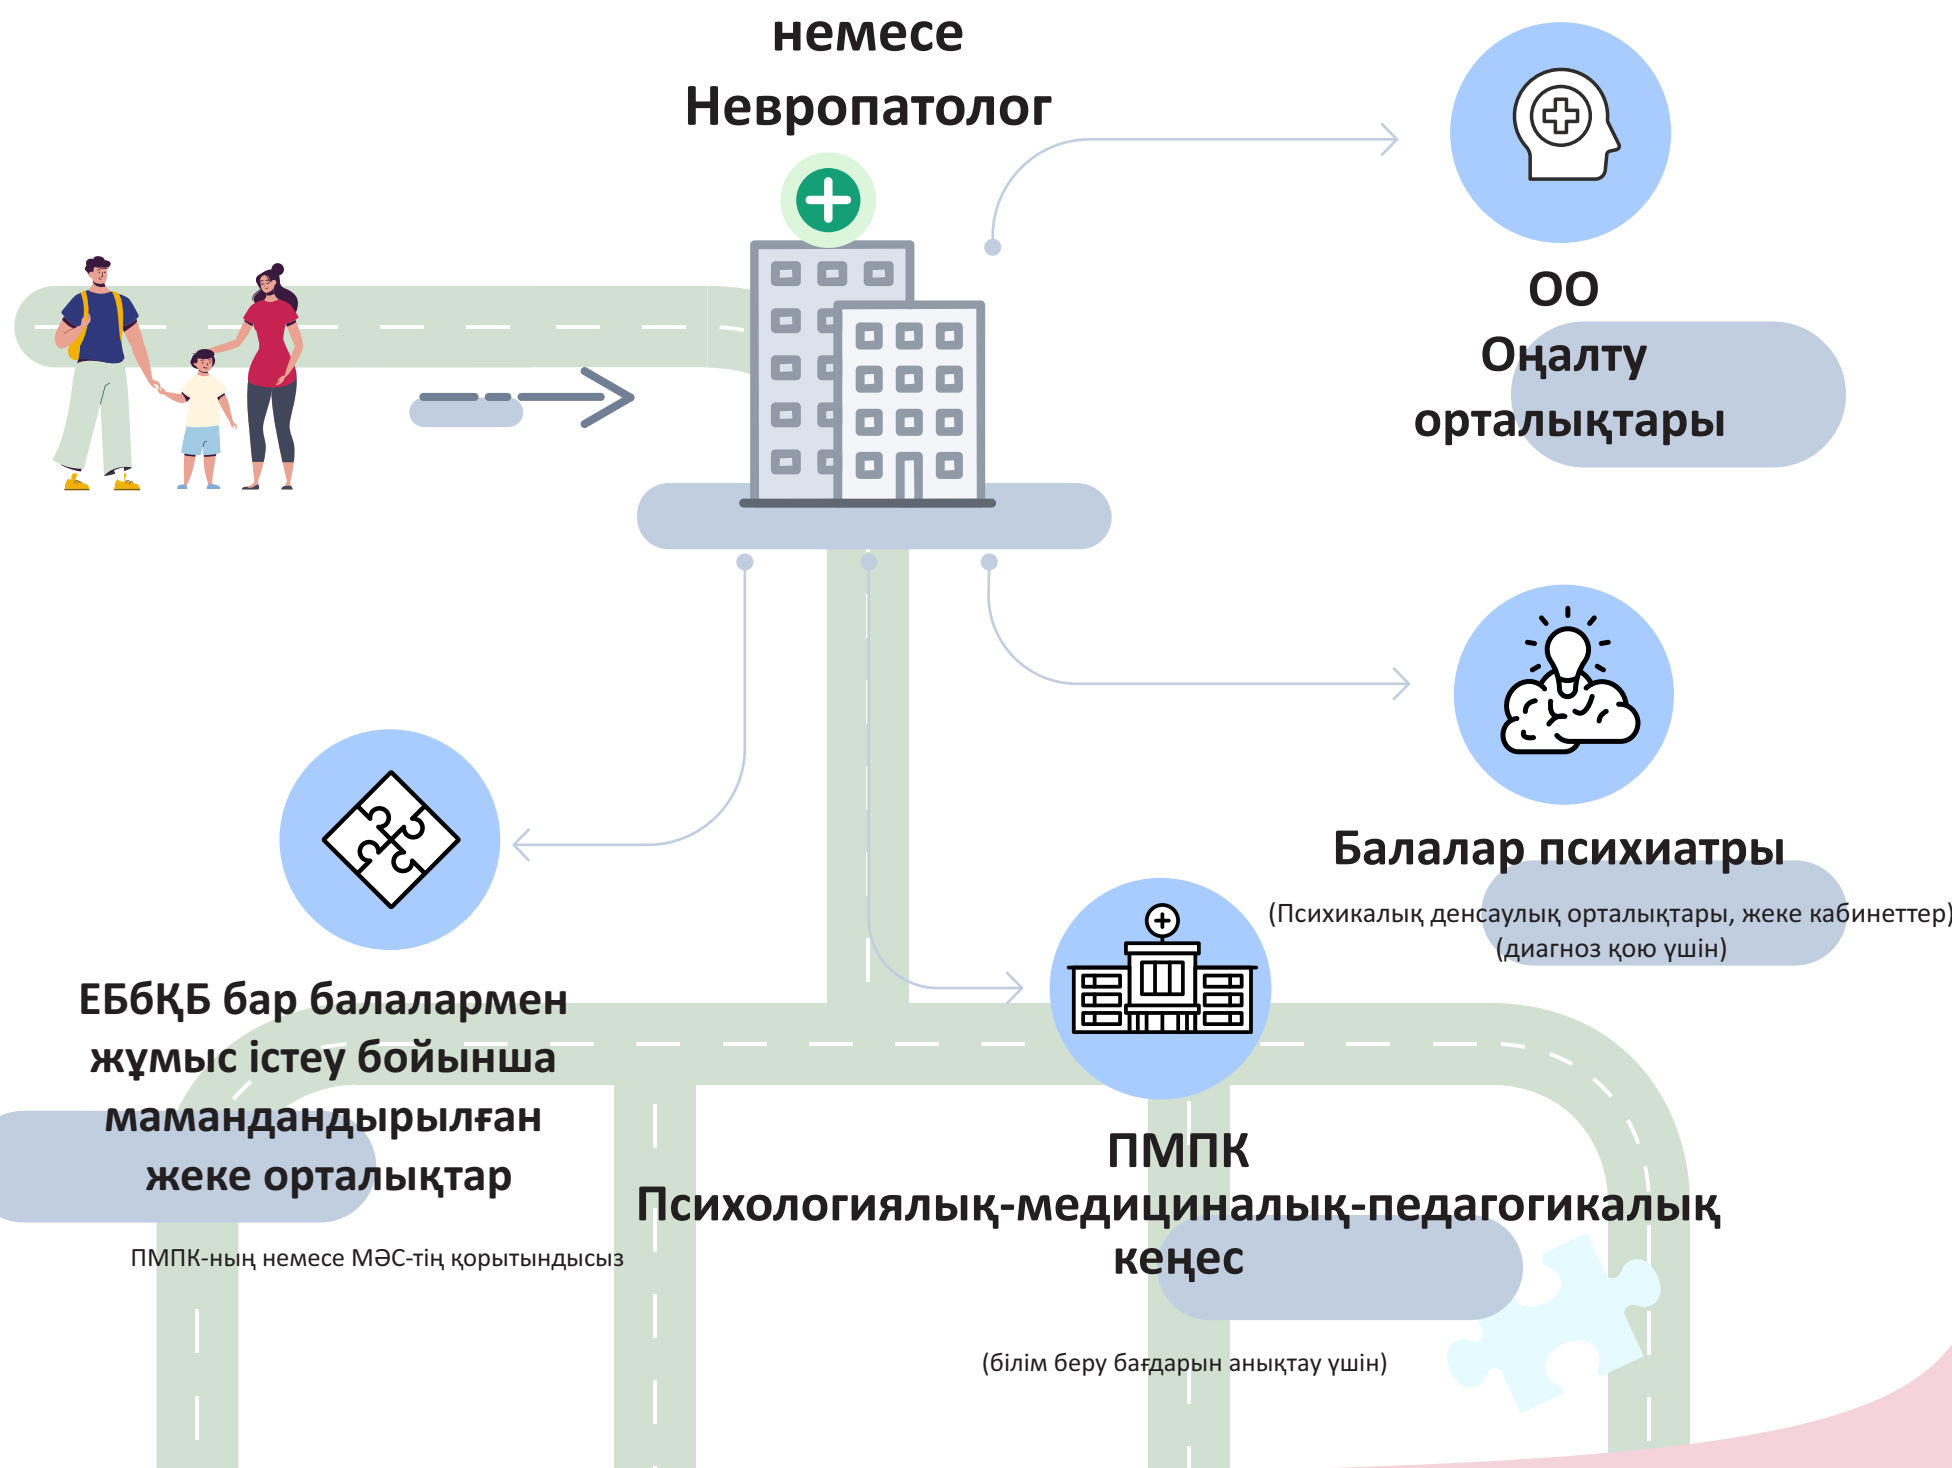 немесе
Невропатолог
ОО
Оңалту
орталықтары
Балалар психиатры
(Психикалық денсаулық орталықтары, жеке кабинеттер)
(диагноз қою үшін)
ЕБбҚБ бар балалармен
жұмыс істеу бойынша
мамандандырылған
жеке орталықтар
ПМПК-ның немесе МӘС-тің қорытындысыз
ПМПК
Психологиялық-медициналық-педагогикалық
кеңес
(білім беру бағдарын анықтау үшін)